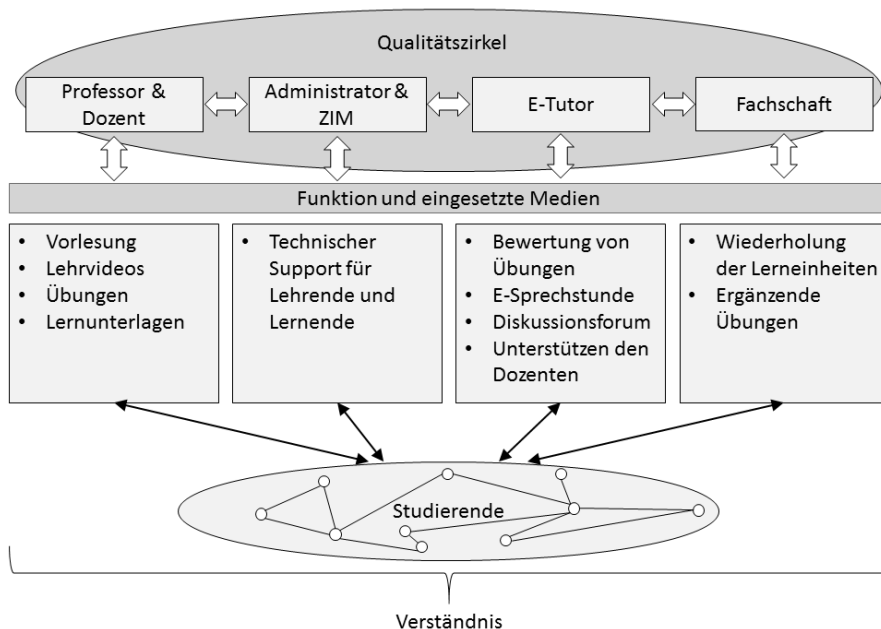 Qualitätszirkel
Professor &
Dozent
Administrator &
ZIM
E-Tutor
Fachschaft
Funktion und eingesetzte Medien
• Vorlesung
• Lehrvideos
• Übungen
• Lernunterlagen
• Technischer
Support für
Lehrende und
Lernende
• Bewertung von
Übungen
• E-Sprechstunde
• Diskussionsforum
• Unterstützen den
Dozenten
• Wiederholung
der Lerneinheiten
• Ergänzende
Übungen
Studierende
Verständnis